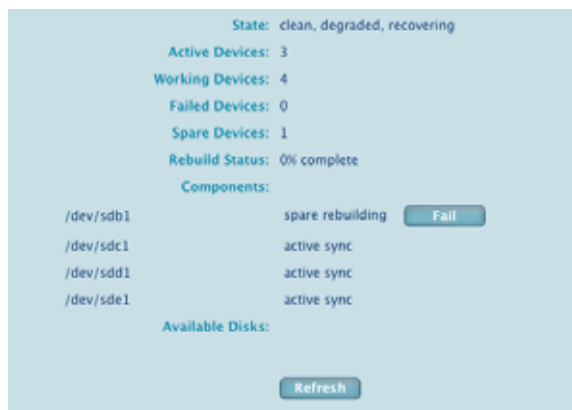 State: clean, degraded, recovering
Active Devices: 3
Working Devices: 4
Failed Devices: 0
Spare Devices: 1
Rebuild Status: 0% complete
Components:
/dev/sdb1 spare rebuilding Fail
/dev/sdc1 active sync
/dev/sdd1 active sync
/dev/sde1 active sync
Available Disks:
Refresh